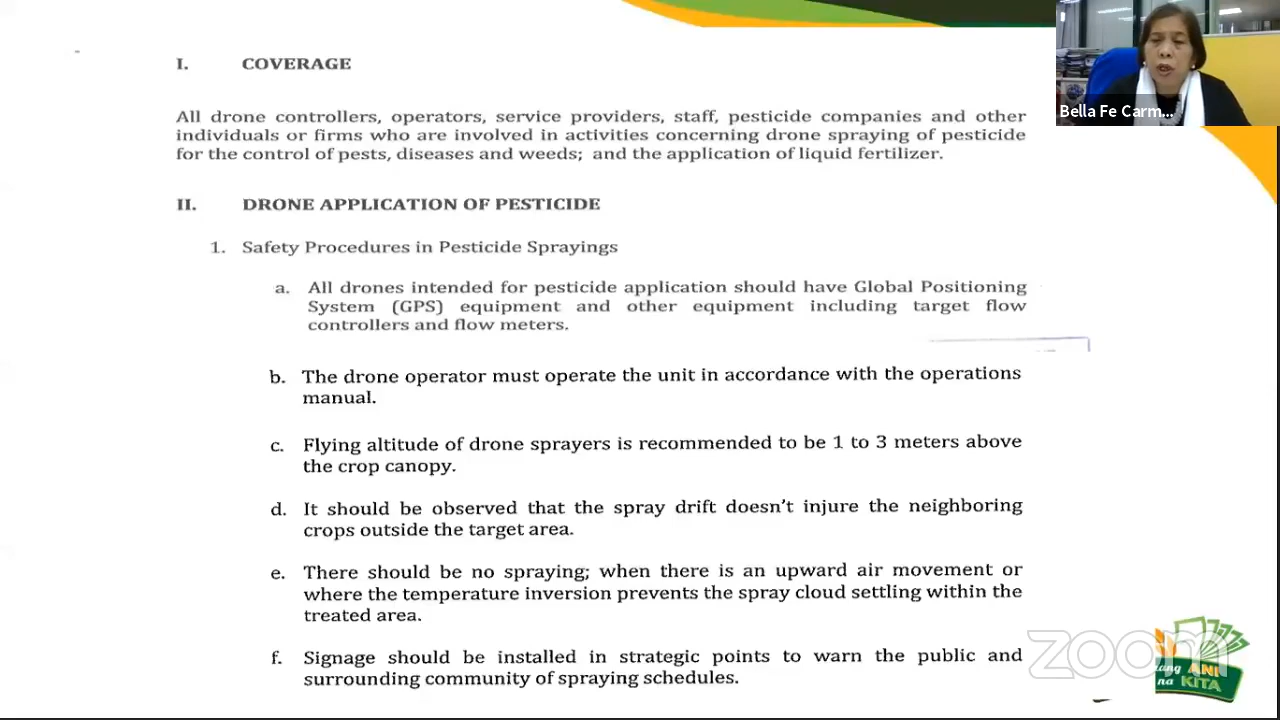 I. COVERAGE
Bella Fe Carm...
All drone controllers, operators, service providers, staff, pesticide companies and other
individuals or firms who are involved in activities concerning drone spraying of pesticide
for the control of pests, diseases and weeds; and the application of liquid fertilizer.
II. DRONE APPLICATION OF PESTICIDE
1. Safety Procedures in Pesticide Sprayings
a. All drones intended for pesticide application should have Global Positioning
System (GPS) equipment and other equipment including target flow
controllers and flow meters.
b. The drone operator must operate the unit in accordance with the operations
manual.
c. Flying altitude of drone sprayers is recommended to be 1 to 3 meters above
the crop canopy.
d. It should be observed that the spray drift doesn't injure the neighboring
crops outside the target area.
e. There should be no spraying; when there is an upward air movement or
where the temperature inversion prevents the spray cloud settling within the
treated area.
f. Signage should be installed in strategic points to warn the public and
surrounding community of spraying schedules.
zoom
ANI
na KITA